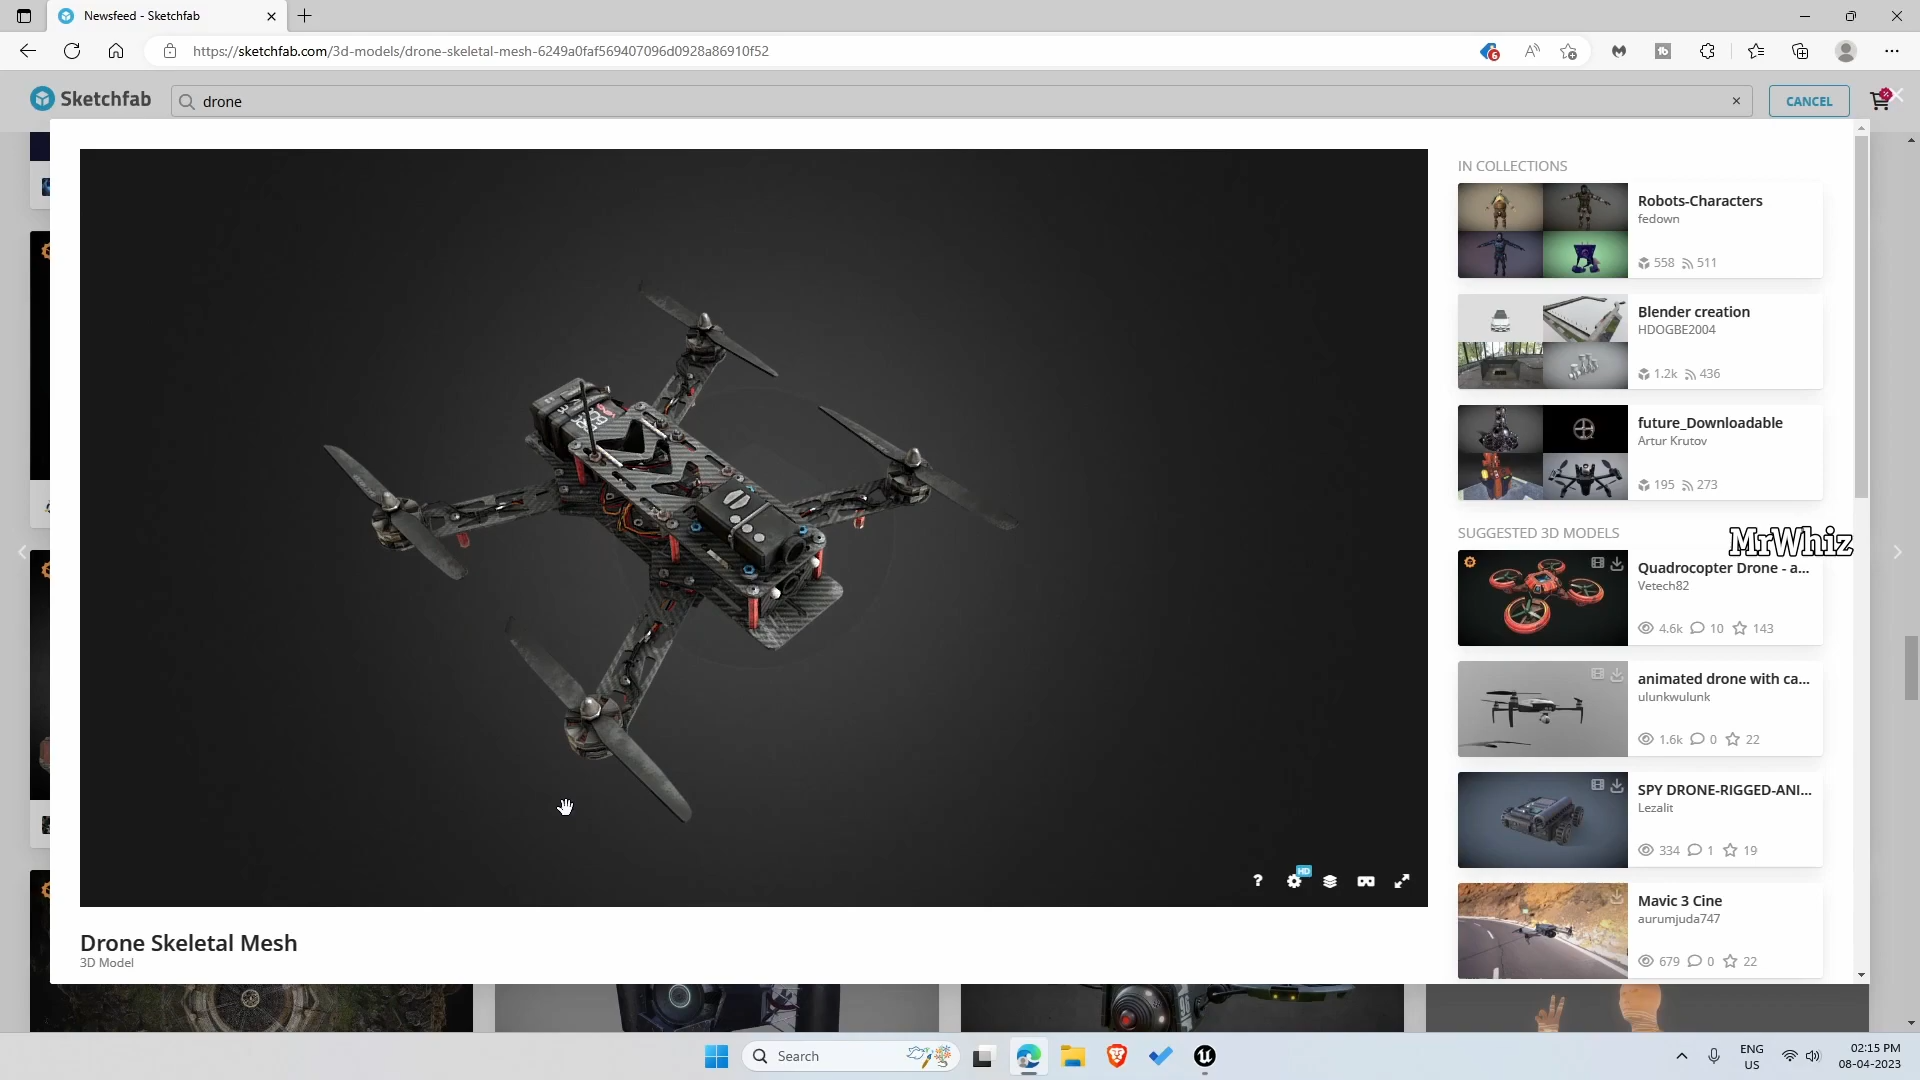 Newsfeed - Sketchfab
https://sketchfab.com/3d-models/drone-skeletal-mesh-6249a0faf569407096d0928a86910f52
6
Sketchfab
drone
CANCEL
IN COLLECTIONS
Robots-Characters
fedown
558 511
Blender creation
HDOGBE2004
1.2k 436
future_Downloadable
Artur Krutov
195 273
SUGGESTED 3D MODELS
MrWhiz
Quadrocopter Drone - a...
Vetech82
4.6k 10 143
animated drone with ca...
ulunkwulunk
1.6k 0 22
SPY DRONE-RIGGED-ANI...
Lezalit
334 1 19
Mavic 3 Cine
aurumjuda747
679 0 22
? HD
Drone Skeletal Mesh
3D Model
Search
ENG
US
02:15 PM
08-04-2023